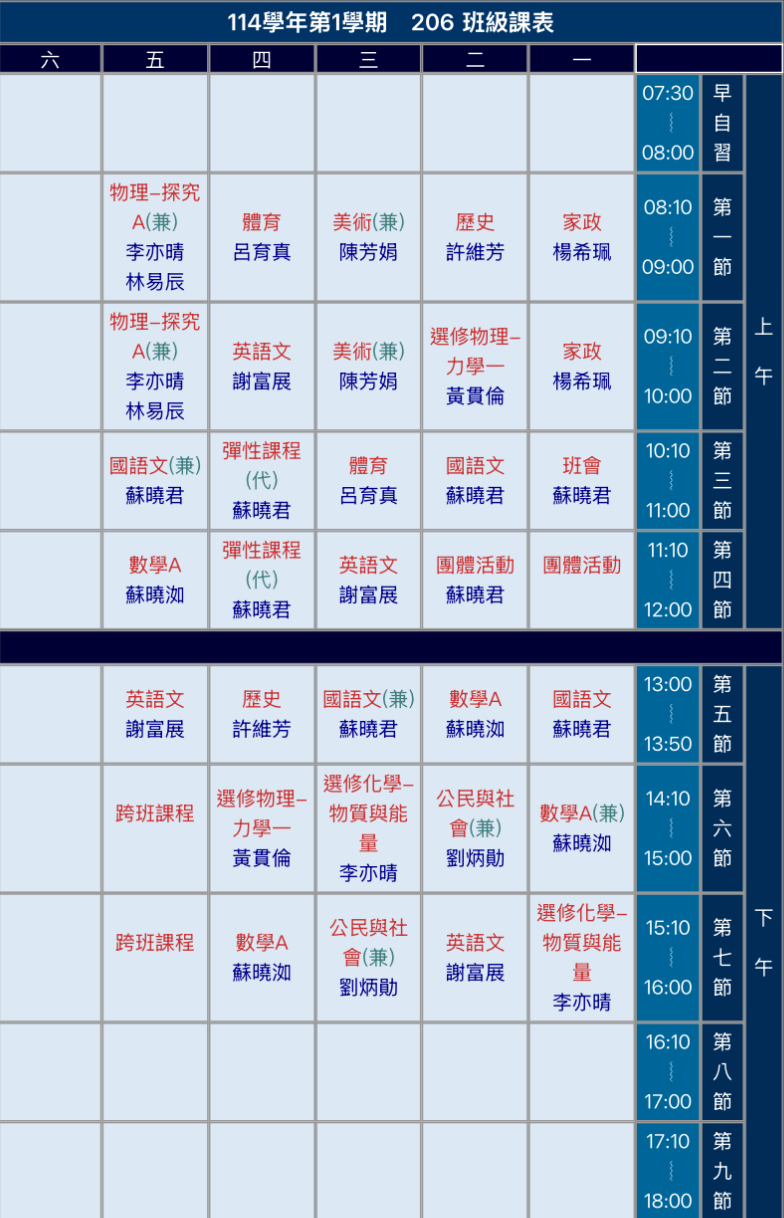 114學年第1學期　206 班級課表
六 五 四 三 二 一
07:30
⧙
08:00
早
自
習
上
午
物理–探究
A(兼)
李亦晴
林易辰
體育
呂育真
美術(兼)
陳芳娟
歷史
許維芳
家政
楊希珮
08:10
⧙
09:00
第
一
節
物理–探究
A(兼)
李亦晴
林易辰
英語文
謝富展
美術(兼)
陳芳娟
選修物理–
力學一
黃貫倫
家政
楊希珮
09:10
⧙
10:00
第
二
節
國語文(兼)
蘇曉君
彈性課程
(代)
蘇曉君
體育
呂育真
國語文
蘇曉君
班會
蘇曉君
10:10
⧙
11:00
第
三
節
數學A
蘇曉洳
彈性課程
(代)
蘇曉君
英語文
謝富展
團體活動
蘇曉君
團體活動
11:10
⧙
12:00
第
四
節
英語文
謝富展
歷史
許維芳
國語文(兼)
蘇曉君
數學A
蘇曉洳
國語文
蘇曉君
13:00
⧙
13:50
第
五
節
下
午
跨班課程
選修物理–
力學一
黃貫倫
選修化學–
物質與能
量
李亦晴
公民與社
會(兼)
劉炳勛
數學A(兼)
蘇曉洳
14:10
⧙
15:00
第
六
節
跨班課程
數學A
蘇曉洳
公民與社
會(兼)
劉炳勛
英語文
謝富展
選修化學–
物質與能
量
李亦晴
15:10
⧙
16:00
第
七
節
16:10
⧙
17:00
第
八
節
17:10
⧙
18:00
第
九
節